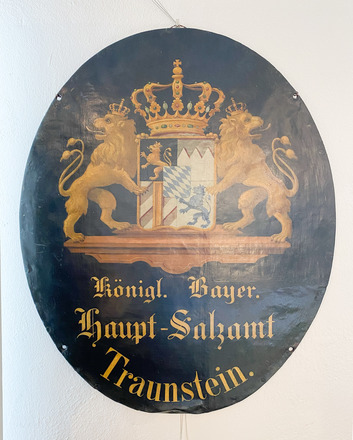 Königl. Bayer.
Haupt-Salzamt
Traunstein.